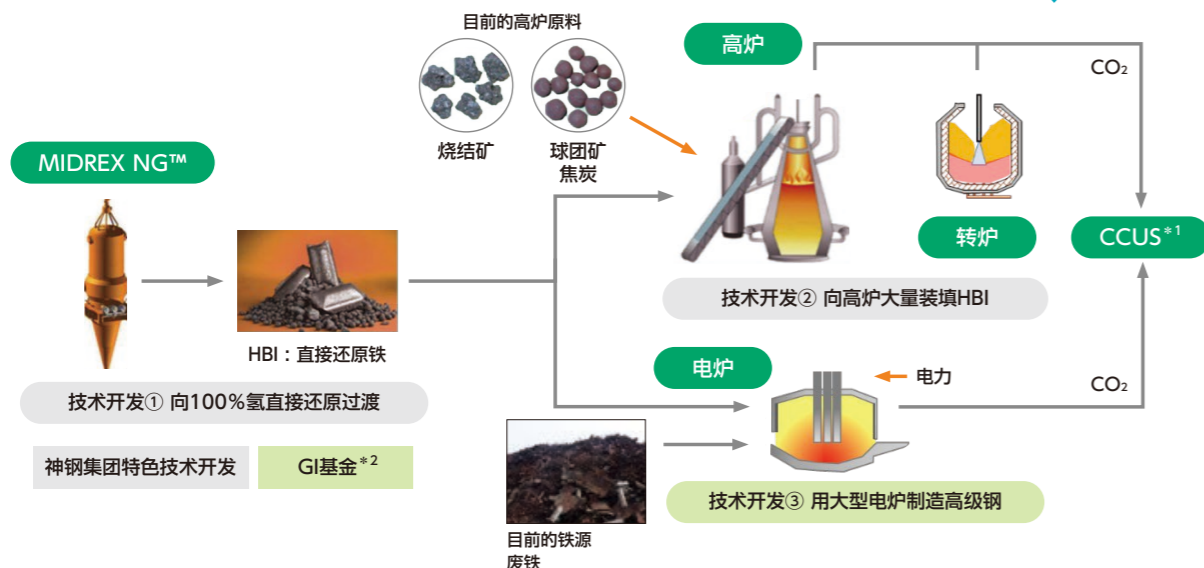 目前的高炉原料
烧结矿
球团矿
焦炭
高炉
CO₂
MIDREX NG™
转炉
CCUS*1
HBI：直接还原铁
技术开发② 向高炉大量装填HBI
技术开发① 向100%氢直接还原过渡
电炉
电力
CO₂
神钢集团特色技术开发
GI基金*2
技术开发③ 用大型电炉制造高级钢
目前的铁源
废铁